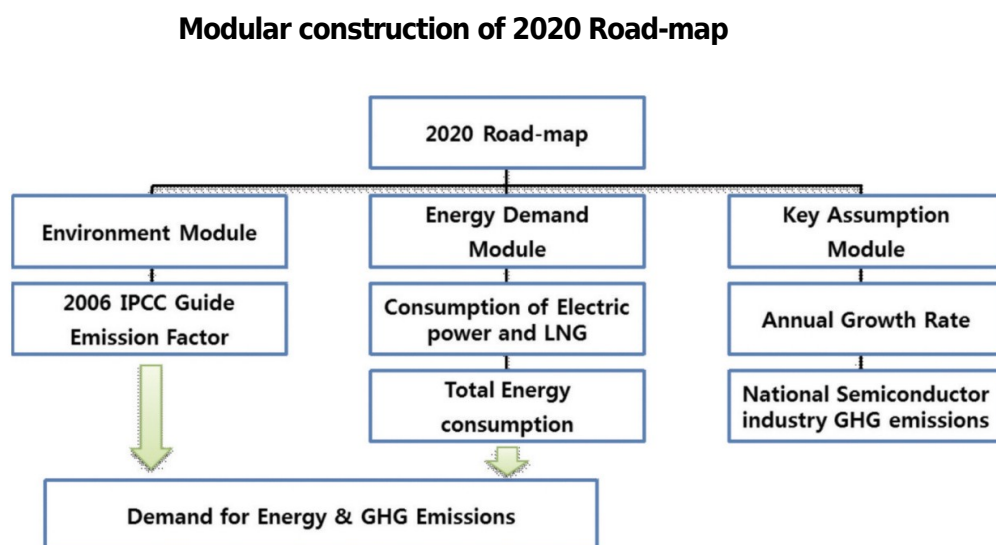 Modular construction of 2020 Road-map
2020 Road-map
Environment Module
Energy Demand
Module
Key Assumption
Module
2006 IPCC Guide
Emission Factor
Consumption of Electric
power and LNG
Annual Growth Rate
Total Energy
consumption
National Semiconductor
industry GHG emissions
Demand for Energy & GHG Emissions